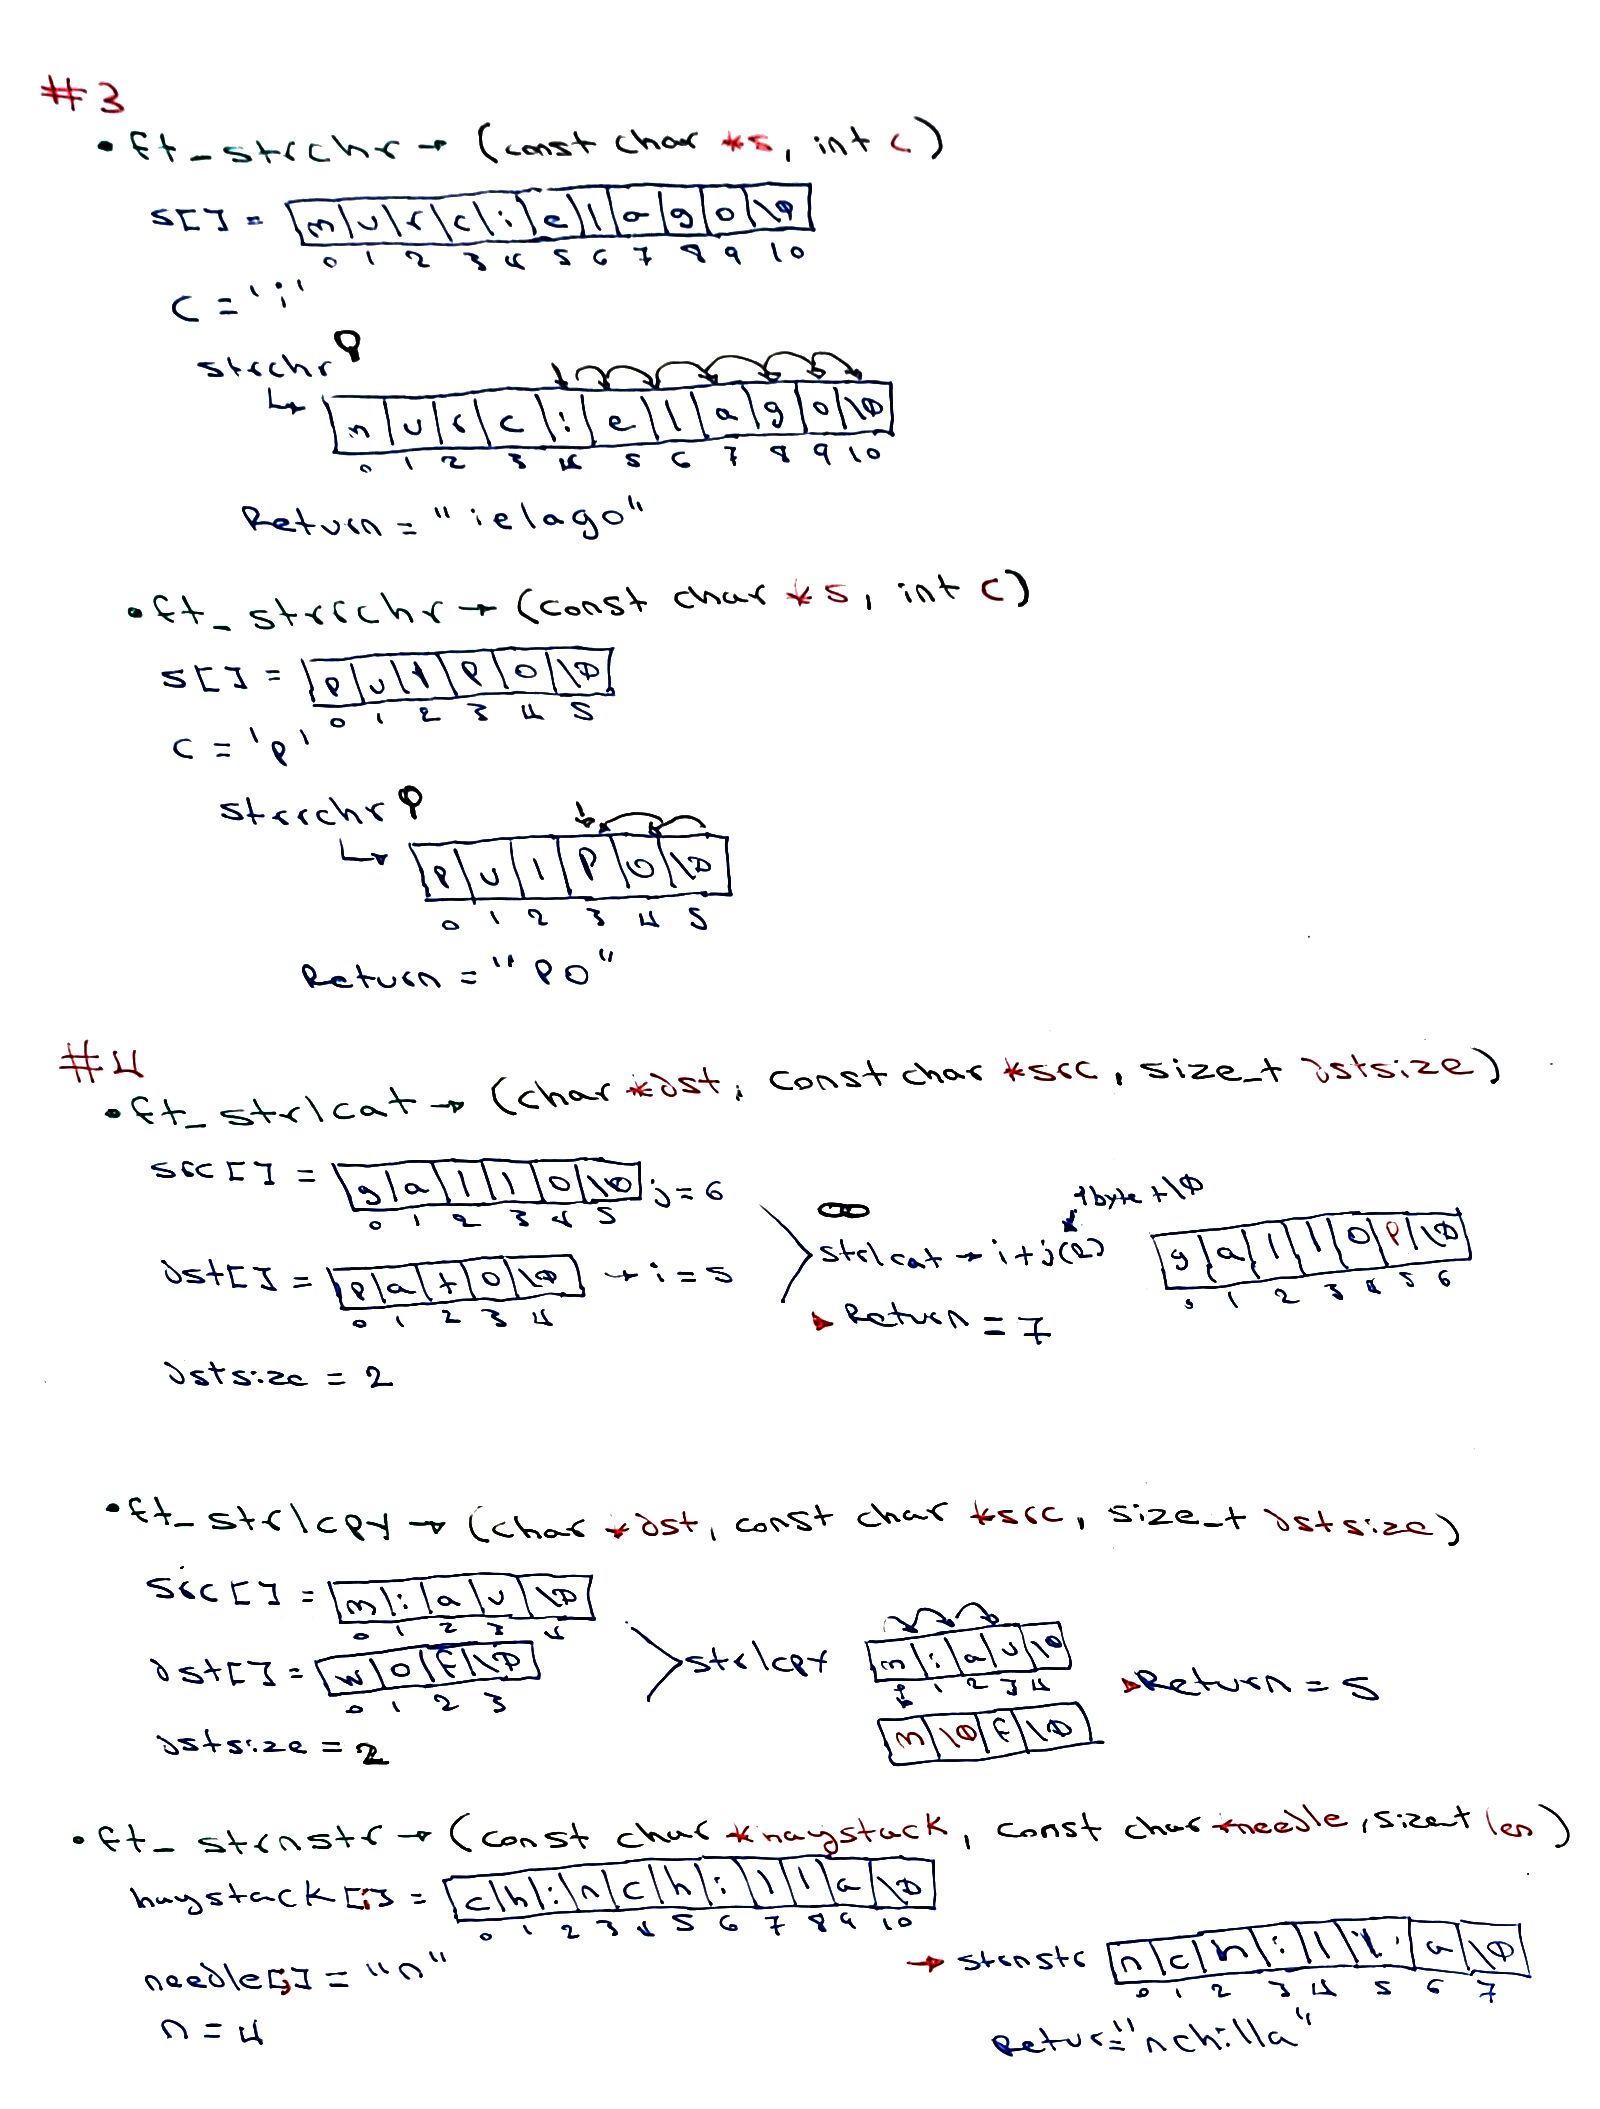 #3
• ft_strchr → (const char *s, int c)
s[] = m u r c i e l a g o \0
0 1 2 3 4 5 6 7 8 9 10
c = 'i'
strchr
m u r c i e l a g o \0
0 1 2 3 4 5 6 7 8 9 10
Return = "ielago"
• ft_strrchr → (const char *s, int c)
s[] = p u l p o \0
0 1 2 3 4 5
c = 'p'
strrchr
p u l p o \0
0 1 2 3 4 5
Return = "po"
#4
• ft_strlcat → (char *dst, const char *src, size_t dstsize)
src[] = g a l l o \0 j = 6
0 1 2 3 4 5
dst[] = p a t o \0 → i = 5
0 1 2 3 4
dstsize = 2
1 byte + \0
strlcat → i + j(2)
g a l l o p \0
0 1 2 3 4 5 6
Return = 7
• ft_strlcpy → (char *dst, const char *src, size_t dstsize)
src[] = m i a u \0
0 1 2 3 4
dst[] = w o f \0
0 1 2 3
dstsize = 2
strlcpy
m i a u \0
1 2 3 4
m \0 f \0
Return = 5
• ft_strnstr → (const char *haystack, const char *needle, size_t len)
haystack[i] = c h i n c h i l l a \0
0 1 2 3 4 5 6 7 8 9 10
needle[j] = "n"
n = 4
→ strnstr n c h i l l a \0
0 1 2 3 4 5 6 7
Retur = "nchilla"